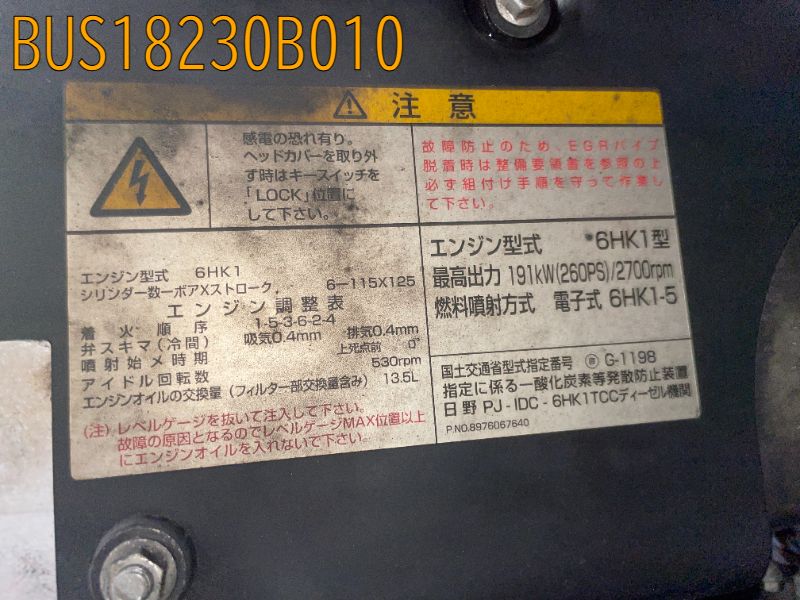 BUS18230B010
注意
感電の恐れ有り。
ヘッドカバーを取り外
す時はキースイッチを
「LOCK」位置に
して下さい。
故障防止のため、EGRパイプ
脱着時は整備要領書を参照の上
必ず組付け手順を守って作業し
て下さい。
エンジン型式 6HK1
シリンダー数ーボアXストローク 6-115X125
エンジン調整表
着火順序 1-5-3-6-2-4
弁スキマ(冷間) 吸気0.4mm 排気0.4mm
噴射始メ時期 上死点前 0°
アイドル回転数 530rpm
エンジンオイルの交換量(フィルター部交換量含み) 13.5L
(注)レベルゲージを抜いて注入して下さい。
故障の原因となるのでレベルゲージMAX位置以上
にエンジンオイルを入れないで下さい。
エンジン型式 *6HK1型
最高出力 191kW(260PS)/2700rpm
燃料噴射方式 電子式 6HK1-5
国土交通省型式指定番号 G-1198
指定に係る一酸化炭素等発散防止装置
日野 PJ-IDC-6HK1TCCディーゼル機関
P.NO.8976067640